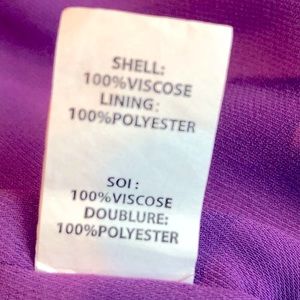 SHELL:
100%VISCOSE
LINING:
100%POLYESTER
SOI:
100%VISCOSE
DOUBLURE:
100%POLYESTER